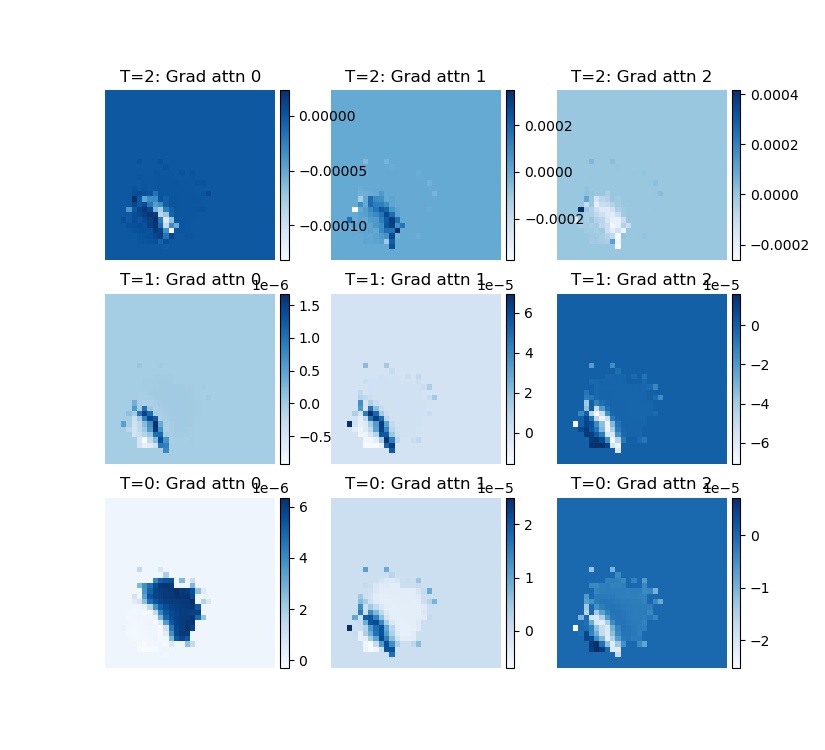 T=2: Grad attn 0
T=2: Grad attn 1
T=2: Grad attn 2
0.00000
−0.00005
−0.00010
0.0002
0.0000
−0.0002
0.0004
0.0002
0.0000
−0.0002
T=1: Grad attn 0
1e−6
T=1: Grad attn 1
1e−5
T=1: Grad attn 2
1e−5
1.5
1.0
0.5
0.0
−0.5
6
4
2
0
0
−2
−4
−6
T=0: Grad attn 0
1e−6
T=0: Grad attn 1
1e−5
T=0: Grad attn 2
1e−5
6
4
2
0
2
1
0
0
−1
−2